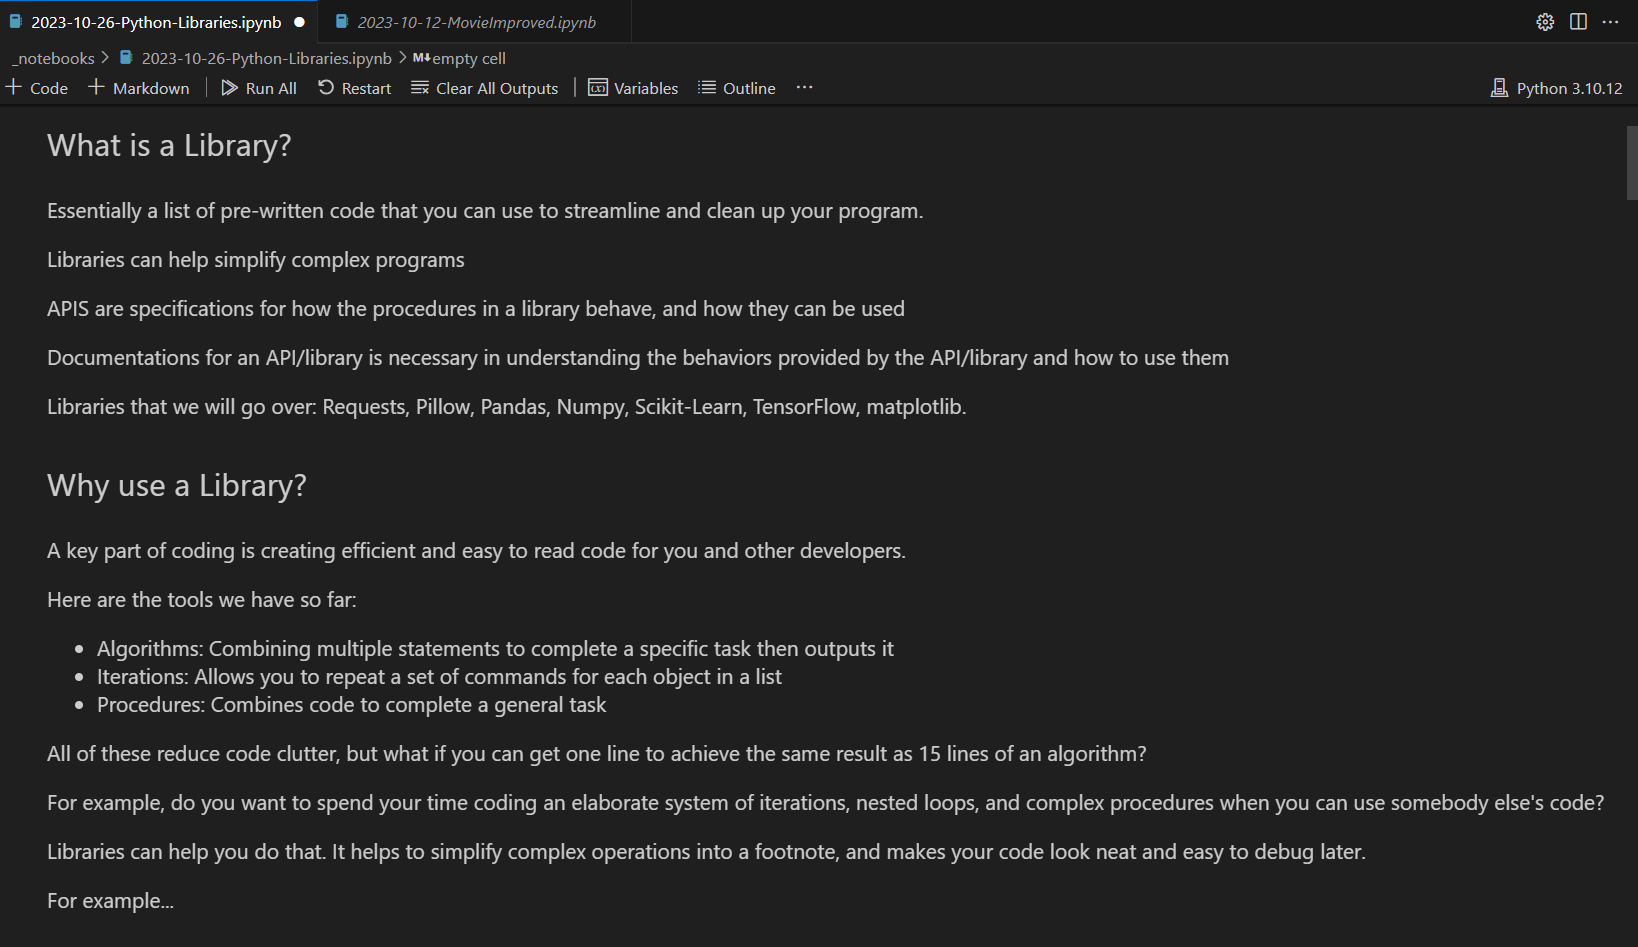 2023-10-26-Python-Libraries.ipynb
2023-10-12-MovieImproved.ipynb
_notebooks > 2023-10-26-Python-Libraries.ipynb > M↓empty cell
+ Code + Markdown | Run All Restart Clear All Outputs | Variables Outline ··· Python 3.10.12
What is a Library?
Essentially a list of pre-written code that you can use to streamline and clean up your program.
Libraries can help simplify complex programs
APIS are specifications for how the procedures in a library behave, and how they can be used
Documentations for an API/library is necessary in understanding the behaviors provided by the API/library and how to use them
Libraries that we will go over: Requests, Pillow, Pandas, Numpy, Scikit-Learn, TensorFlow, matplotlib.
Why use a Library?
A key part of coding is creating efficient and easy to read code for you and other developers.
Here are the tools we have so far:
• Algorithms: Combining multiple statements to complete a specific task then outputs it
• Iterations: Allows you to repeat a set of commands for each object in a list
• Procedures: Combines code to complete a general task
All of these reduce code clutter, but what if you can get one line to achieve the same result as 15 lines of an algorithm?
For example, do you want to spend your time coding an elaborate system of iterations, nested loops, and complex procedures when you can use somebody else's code?
Libraries can help you do that. It helps to simplify complex operations into a footnote, and makes your code look neat and easy to debug later.
For example...